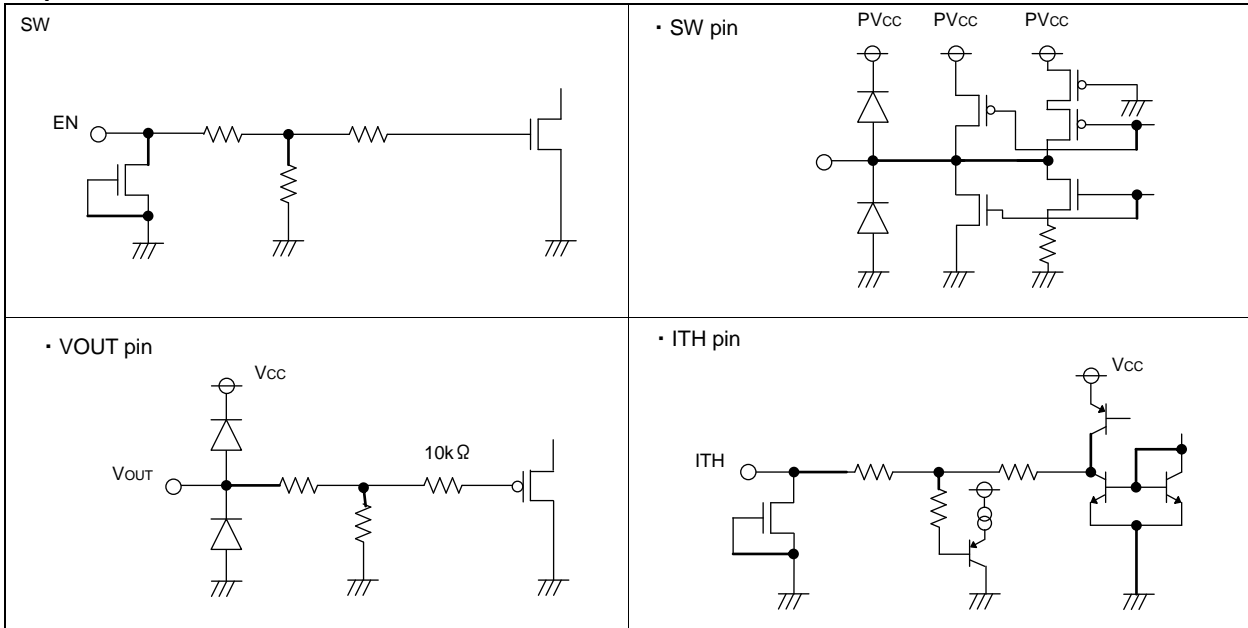 SW
EN
・SW pin
PVCC PVCC PVCC
・VOUT pin
VCC
VOUT
10kΩ
・ITH pin
VCC
ITH